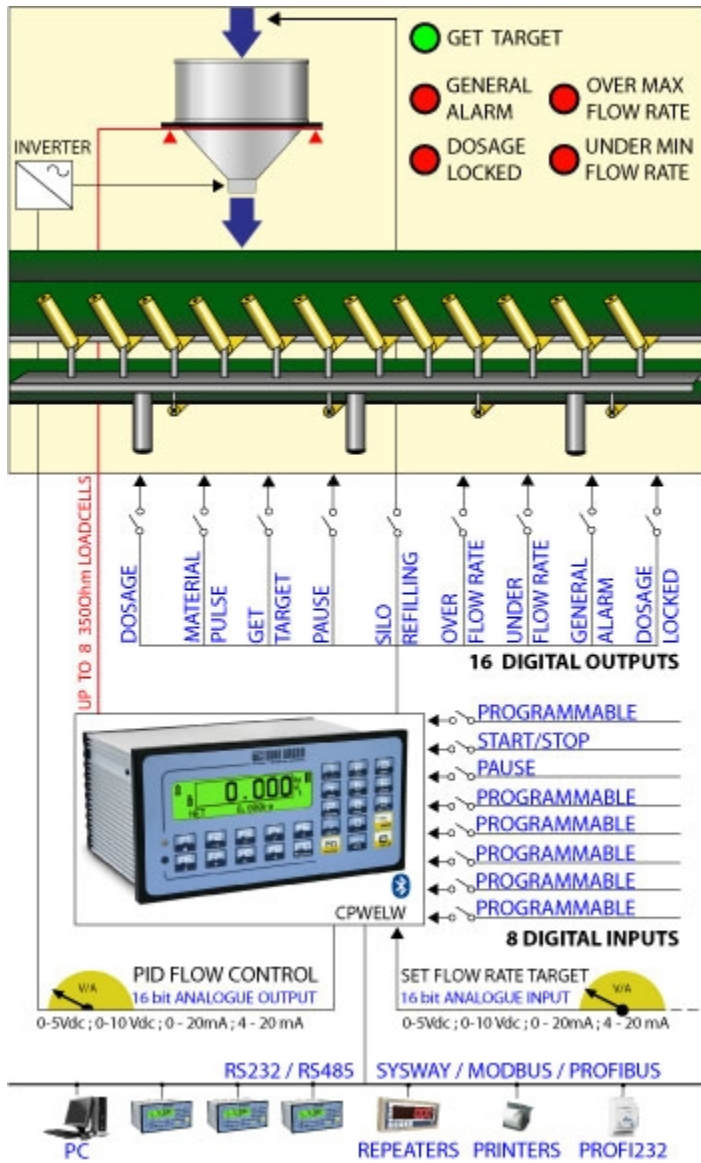 GET TARGET
GENERAL
ALARM
OVER MAX
FLOW RATE
DOSAGE
LOCKED
UNDER MIN
FLOW RATE
INVERTER
UP TO 8 350Ohm LOADCELLS
DOSAGE
MATERIAL
PULSE
GET
TARGET
PAUSE
SILO
REFILLING
OVER
FLOW RATE
UNDER
FLOW RATE
GENERAL
ALARM
DOSAGE
LOCKED
16 DIGITAL OUTPUTS
PROGRAMMABLE
START/STOP
PAUSE
PROGRAMMABLE
PROGRAMMABLE
PROGRAMMABLE
PROGRAMMABLE
PROGRAMMABLE
8 DIGITAL INPUTS
0.000
NET
CPWELW
PID FLOW CONTROL
16 bit ANALOGUE OUTPUT
V/A
0-5Vdc ; 0-10 Vdc ; 0 - 20mA ; 4 - 20 mA
SET FLOW RATE TARGET
16 bit ANALOGUE INPUT
V/A
0-5Vdc ; 0-10 Vdc ; 0 - 20mA ; 4 - 20 mA
RS232 / RS485
SYSWAY / MODBUS / PROFIBUS
PC
REPEATERS
PRINTERS
PROFI232